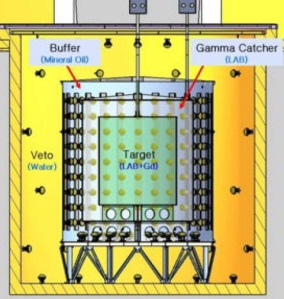 Buffer
(Mineral Oil)
Gamma Catcher
(LAB)
Veto
(Water)
Target
(LAB+Gd)